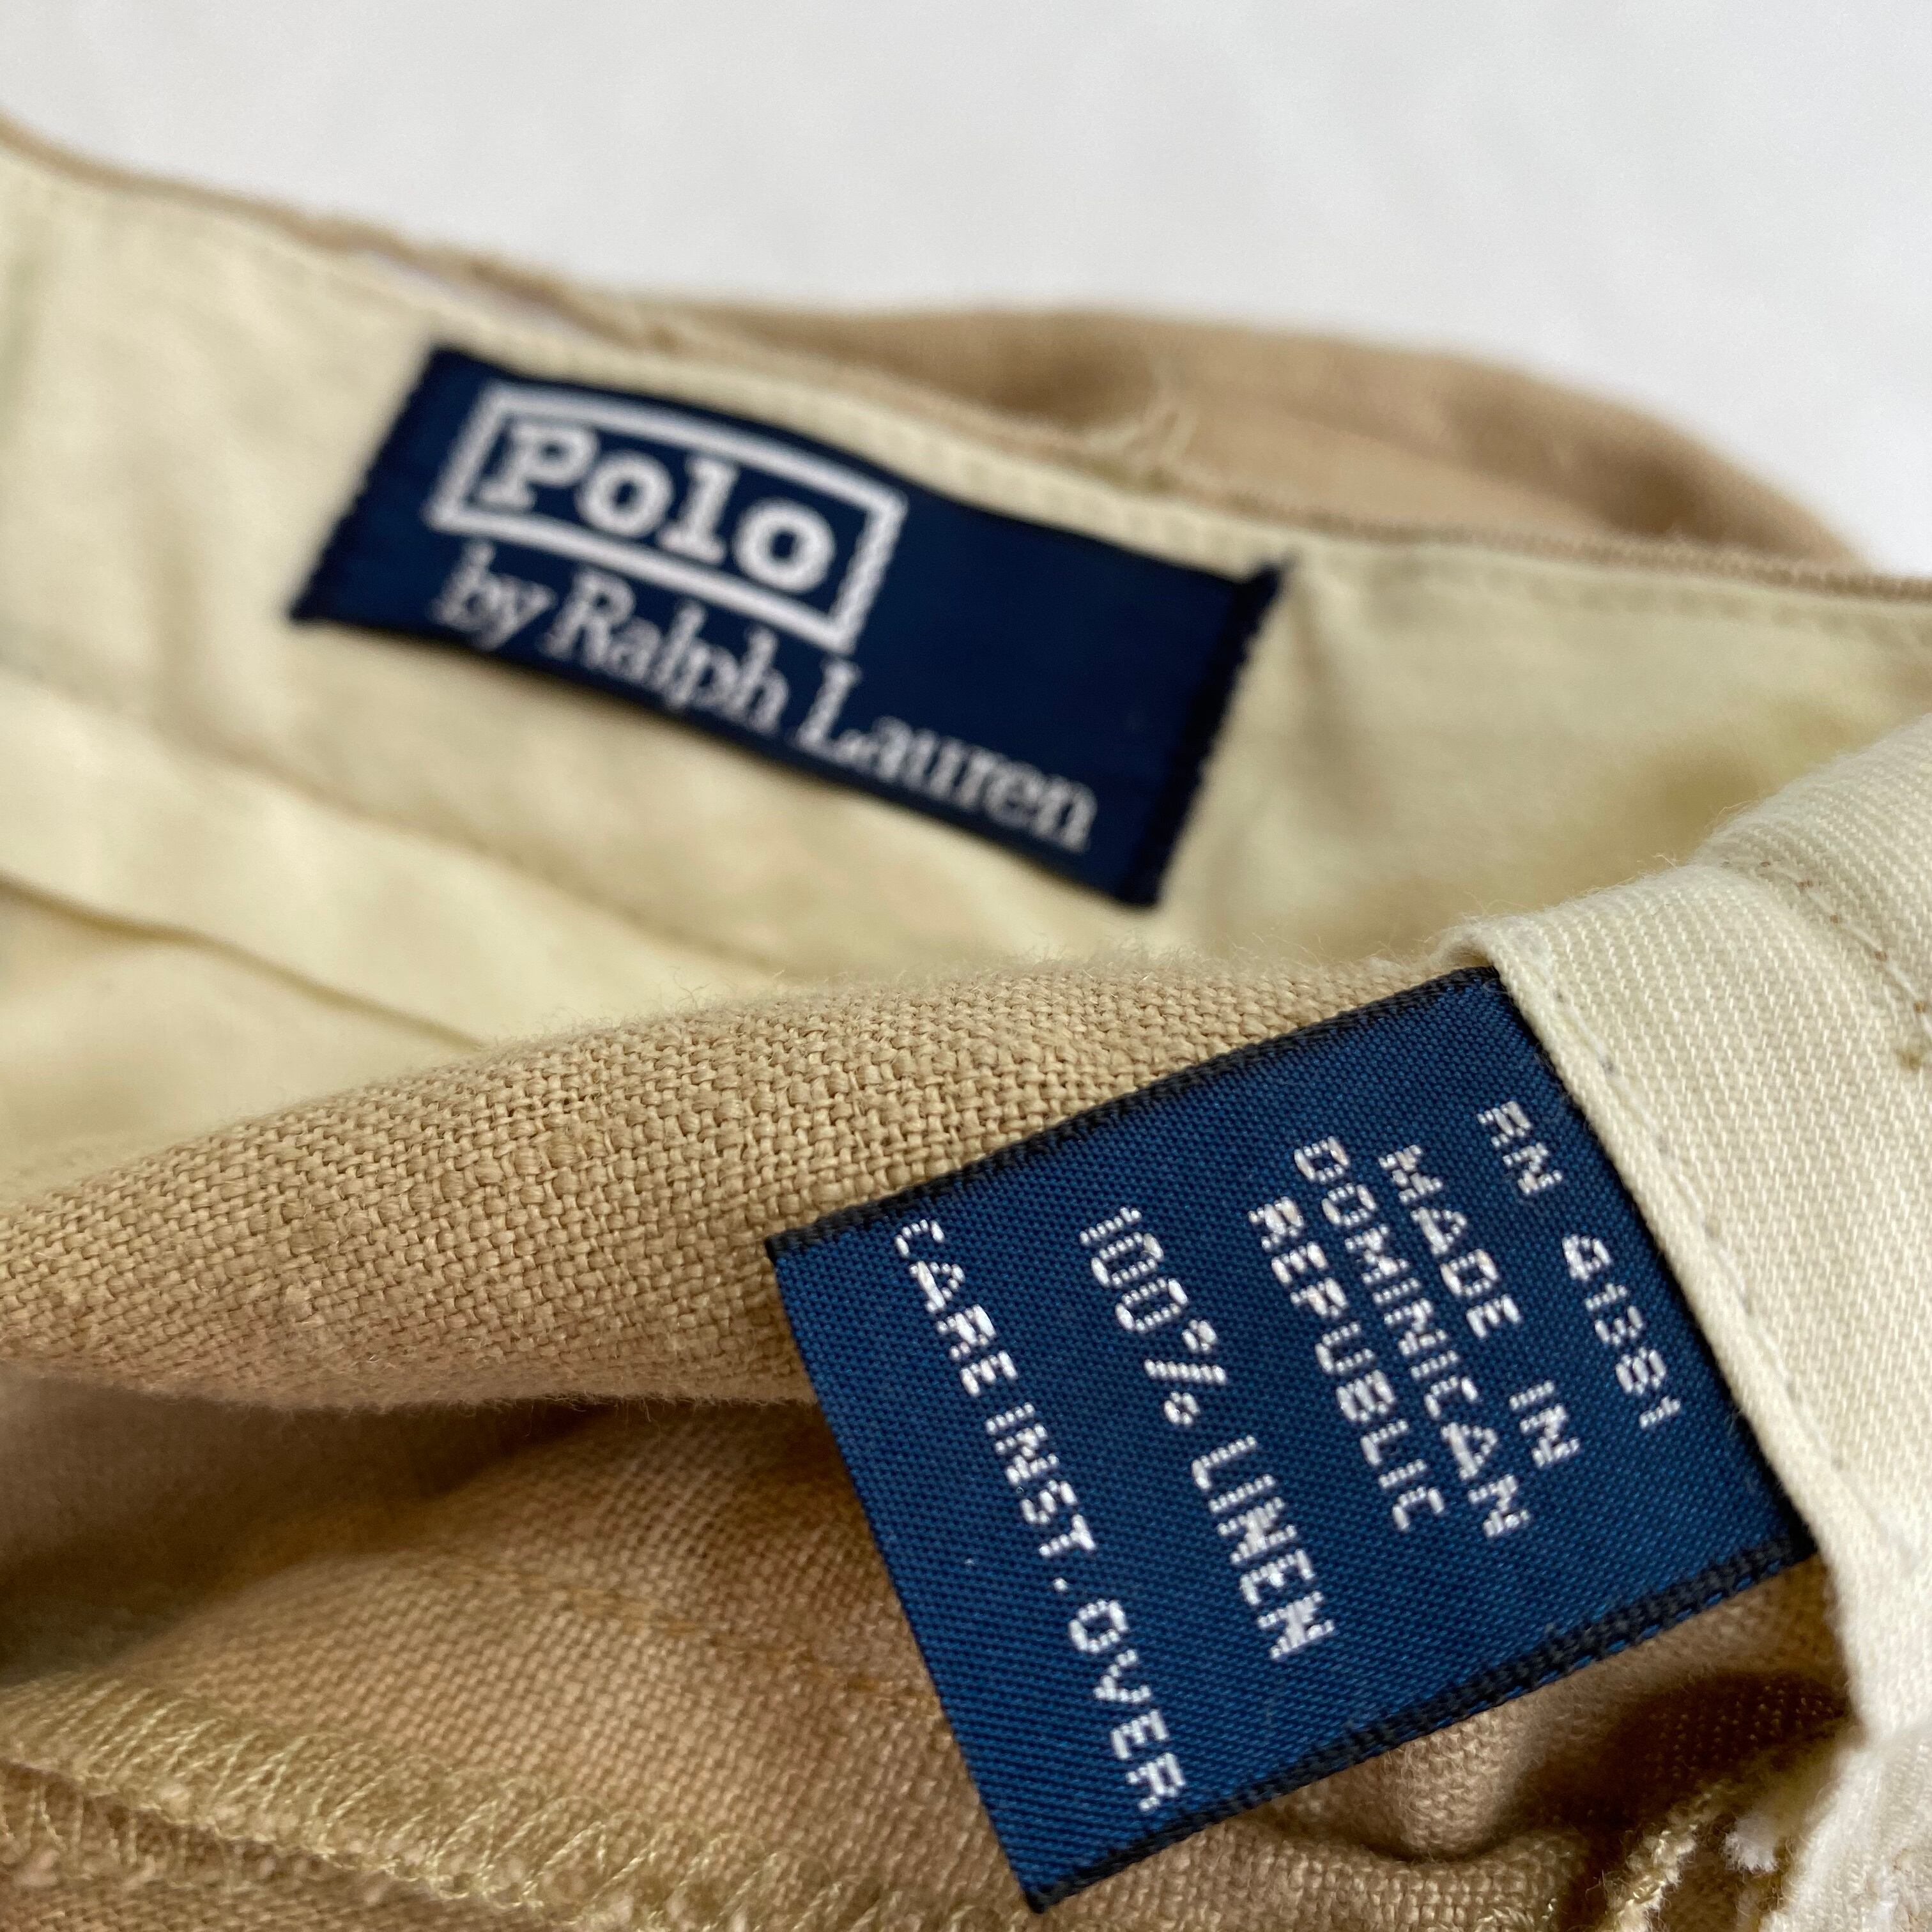 Polo
by Ralph Lauren
RN 41381
MADE IN
DOMINICAN
REPUBLIC
100% LINEN
CARE INST. OVER